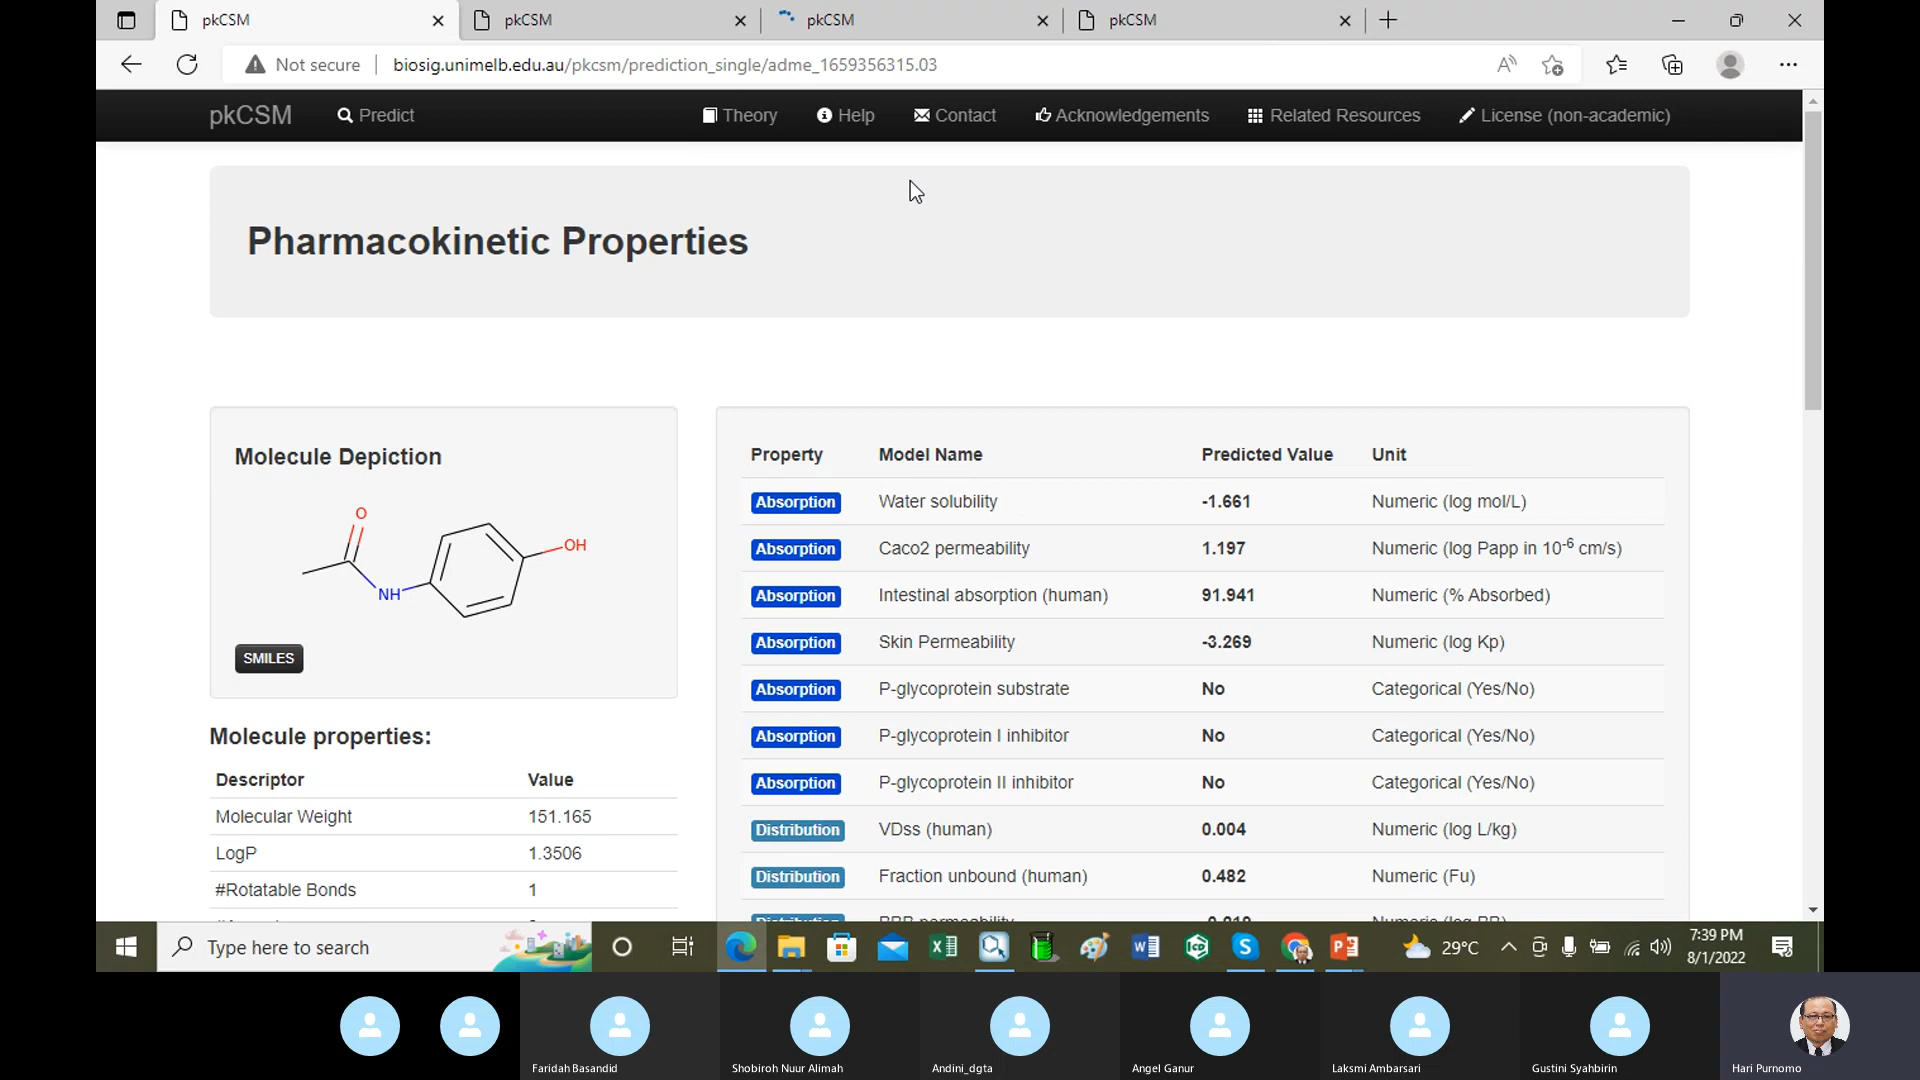 pkCSM
pkCSM
pkCSM
pkCSM
Not secure
biosig.unimelb.edu.au/pkcsm/prediction_single/adme_1659356315.03
pkCSM Predict Theory Help Contact Acknowledgements Related Resources License (non-academic)
Pharmacokinetic Properties
Molecule Depiction
O
OH
NH
SMILES
Molecule properties:
Descriptor Value
Molecular Weight 151.165
LogP 1.3506
#Rotatable Bonds 1
Property Model Name Predicted Value Unit
Absorption Water solubility -1.661 Numeric (log mol/L)
Absorption Caco2 permeability 1.197 Numeric (log Papp in 10-6 cm/s)
Absorption Intestinal absorption (human) 91.941 Numeric (% Absorbed)
Absorption Skin Permeability -3.269 Numeric (log Kp)
Absorption P-glycoprotein substrate No Categorical (Yes/No)
Absorption P-glycoprotein I inhibitor No Categorical (Yes/No)
Absorption P-glycoprotein II inhibitor No Categorical (Yes/No)
Distribution VDss (human) 0.004 Numeric (log L/kg)
Distribution Fraction unbound (human) 0.482 Numeric (Fu)
Type here to search
29°C
7:39 PM
8/1/2022
Faridah Basandid
Shobiroh Nuur Alimah
Andini_dgta
Angel Ganur
Laksmi Ambarsari
Gustini Syahbirin
Hari Purnomo